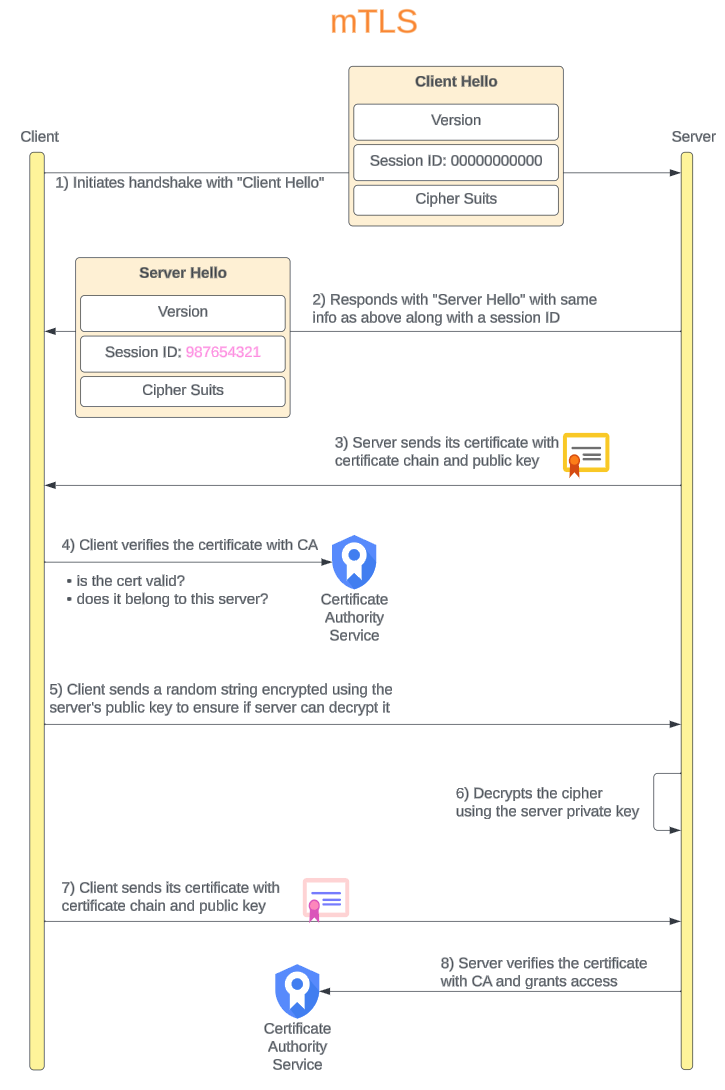 mTLS
Client Hello
Version
Session ID: 00000000000
Cipher Suits
Client
Server
1) Initiates handshake with "Client Hello"
Server Hello
Version
Session ID: 987654321
Cipher Suits
2) Responds with "Server Hello" with same
info as above along with a session ID
3) Server sends its certificate with
certificate chain and public key
4) Client verifies the certificate with CA
• is the cert valid?
• does it belong to this server?
Certificate
Authority
Service
5) Client sends a random string encrypted using the
server's public key to ensure if server can decrypt it
6) Decrypts the cipher
using the server private key
7) Client sends its certificate with
certificate chain and public key
8) Server verifies the certificate
with CA and grants access
Certificate
Authority
Service